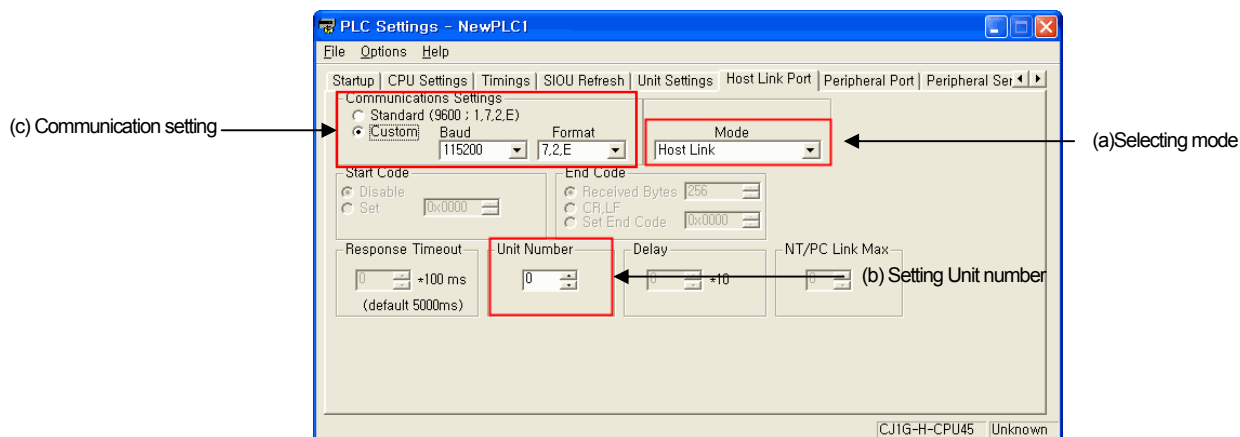 PLC Settings - NewPLC1
File Options Help
Startup CPU Settings Timings SIOU Refresh Unit Settings Host Link Port Peripheral Port Peripheral Ser
Communications Settings
Standard (9600 ; 1,7,2,E)
(c) Communication setting
Custom Baud Format Mode
(a)Selecting mode
115200 7,2,E Host Link
Start Code End Code
Disable Received Bytes 256
Set 0x0000 CR,LF
Set End Code 0x0000
Response Timeout Unit Number Delay NT/PC Link Max
0 *100 ms 0 0 *10 0
(b) Setting Unit number
(default 5000ms)
CJ1G-H-CPU45 Unknown